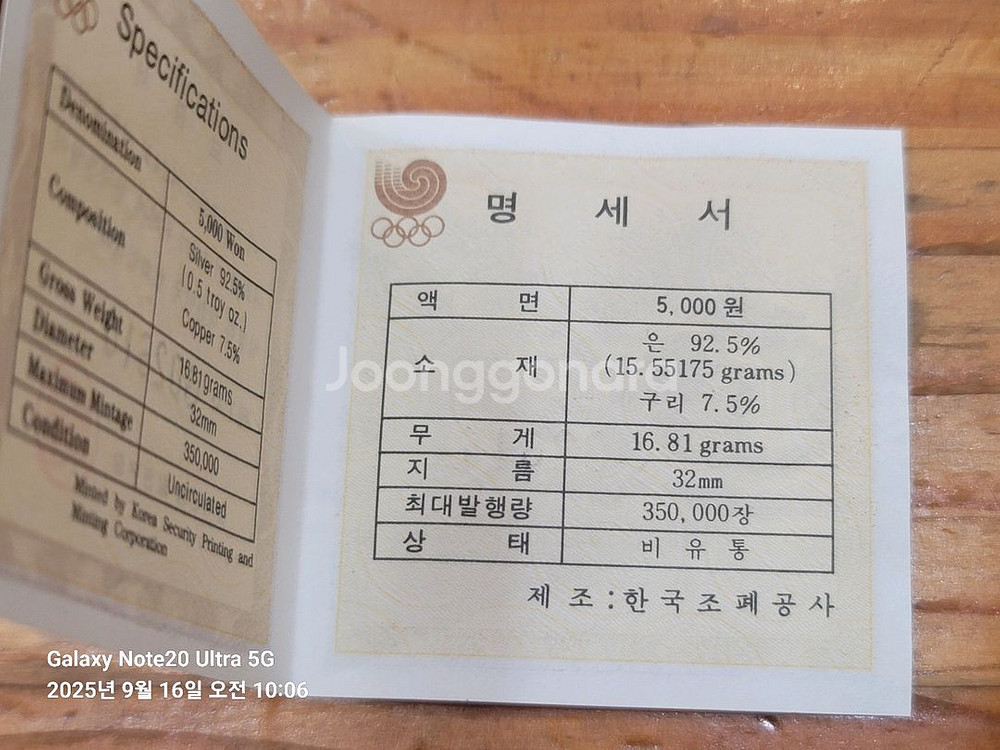 Specifications
Denomination 5,000 Won
Composition Silver 92.5%
(0.5 troy oz.)
Copper 7.5%
Gross Weight 16.81 grams
Diameter 32mm
Maximum Mintage 350,000
Condition Uncirculated
Minted by Korea Security Printing and
Minting Corporation
명 세 서
액 면 5,000 원
소 재 은 92.5%
(15.55175 grams)
구리 7.5%
무 게 16.81 grams
지 름 32mm
최대발행량 350,000장
상 태 비 유 통
제 조 : 한 국 조 폐 공 사
Joonggonara
Galaxy Note20 Ultra 5G
2025년 9월 16일 오전 10:06